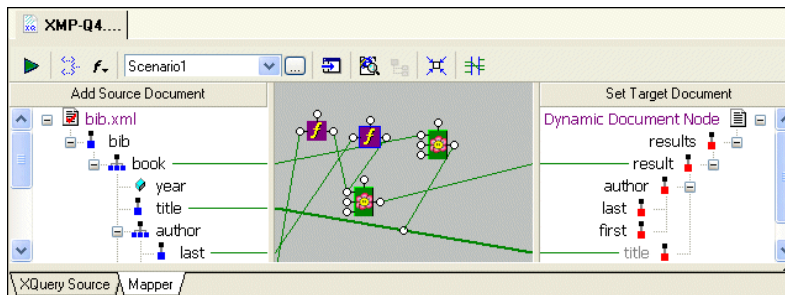 XMP-Q4....
Scenario1
Add Source Document
Set Target Document
bib.xml
bib
book
year
title
author
last
Dynamic Document Node
results
result
author
last
first
title
XQuery Source
Mapper